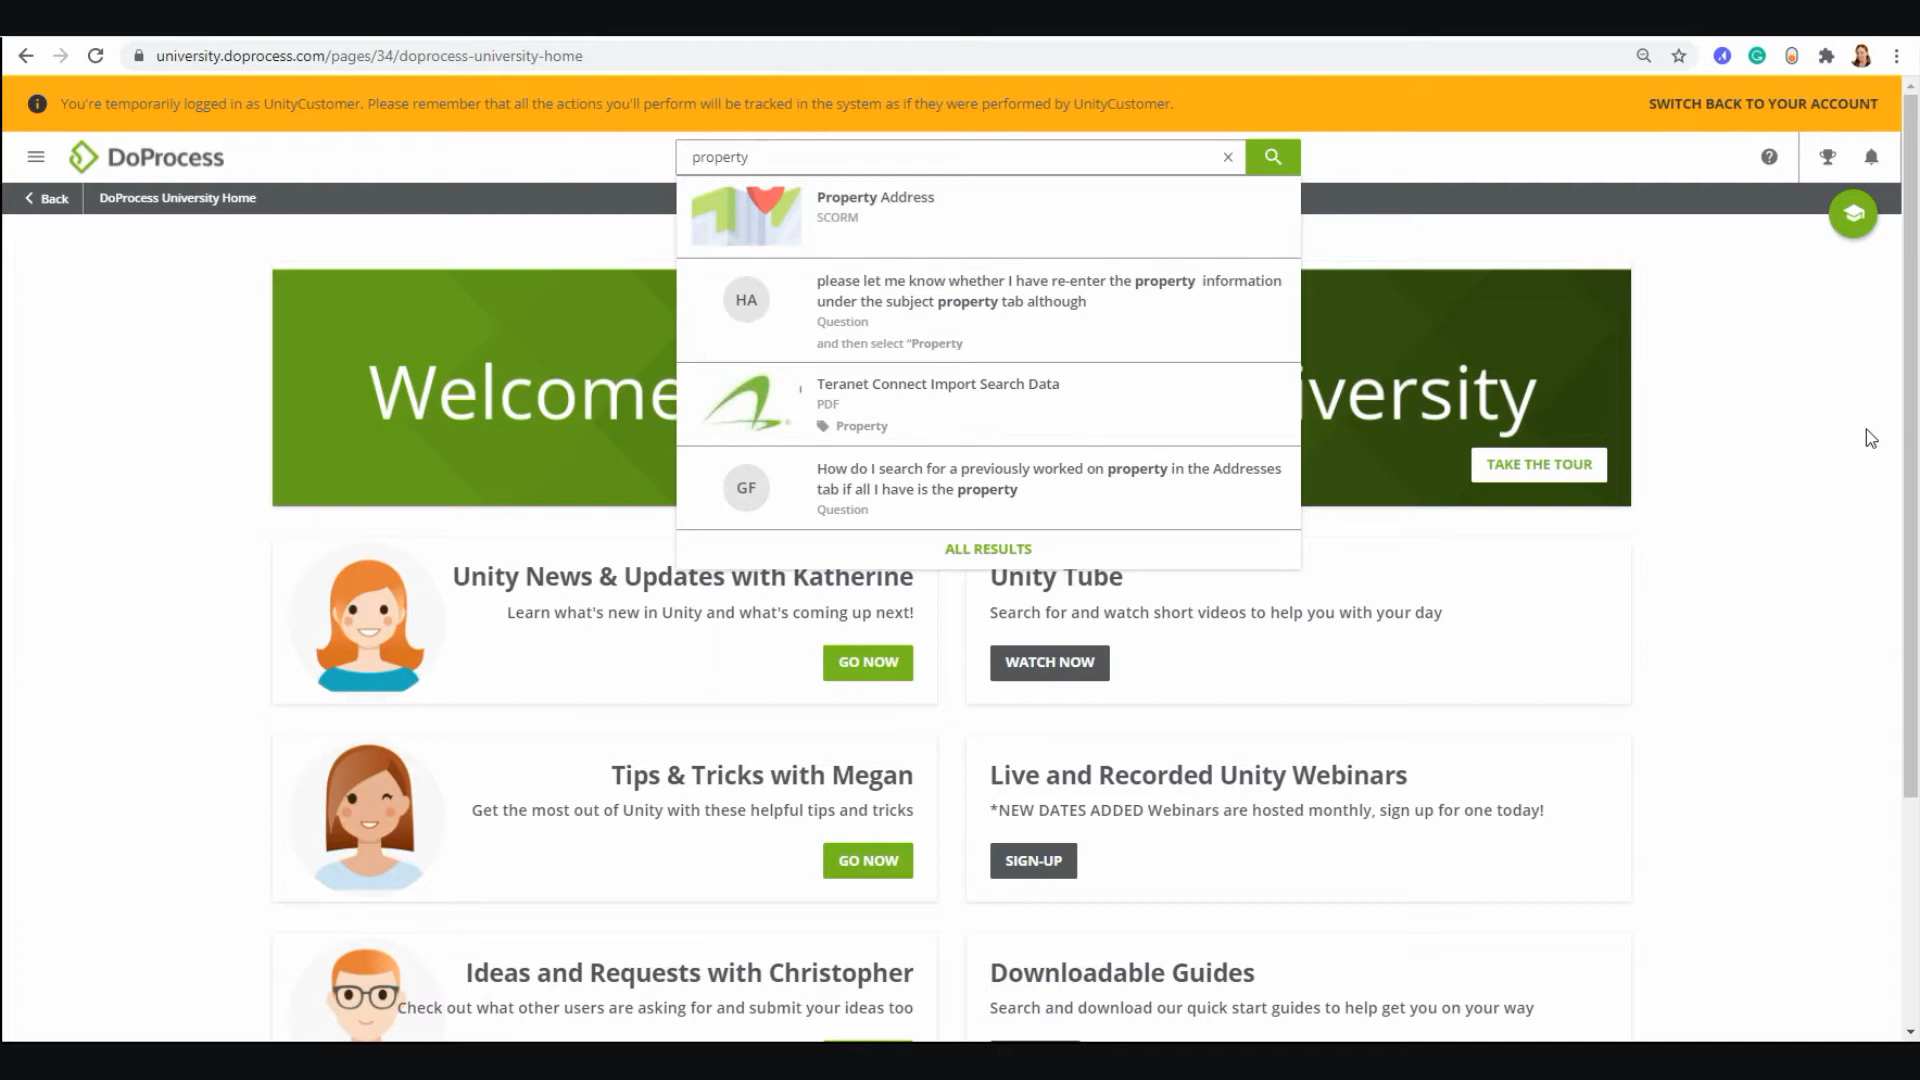 university.doprocess.com/pages/34/doprocess-university-home
You're temporarily logged in as UnityCustomer. Please remember that all the actions you'll perform will be tracked in the system as if they were performed by UnityCustomer.
SWITCH BACK TO YOUR ACCOUNT
DoProcess
property
Back
DoProcess University Home
Property Address
SCORM
HA
please let me know whether I have re-enter the property information
under the subject property tab although
Question
and then select "Property
Teranet Connect Import Search Data
PDF
Property
GF
How do I search for a previously worked on property in the Addresses
tab if all I have is the property
Question
ALL RESULTS
Welcome
iversity
TAKE THE TOUR
Unity News & Updates with Katherine
Learn what's new in Unity and what's coming up next!
GO NOW
Unity Tube
Search for and watch short videos to help you with your day
WATCH NOW
Tips & Tricks with Megan
Get the most out of Unity with these helpful tips and tricks
GO NOW
Live and Recorded Unity Webinars
*NEW DATES ADDED Webinars are hosted monthly, sign up for one today!
SIGN-UP
Ideas and Requests with Christopher
Check out what other users are asking for and submit your ideas too
Downloadable Guides
Search and download our quick start guides to help get you on your way